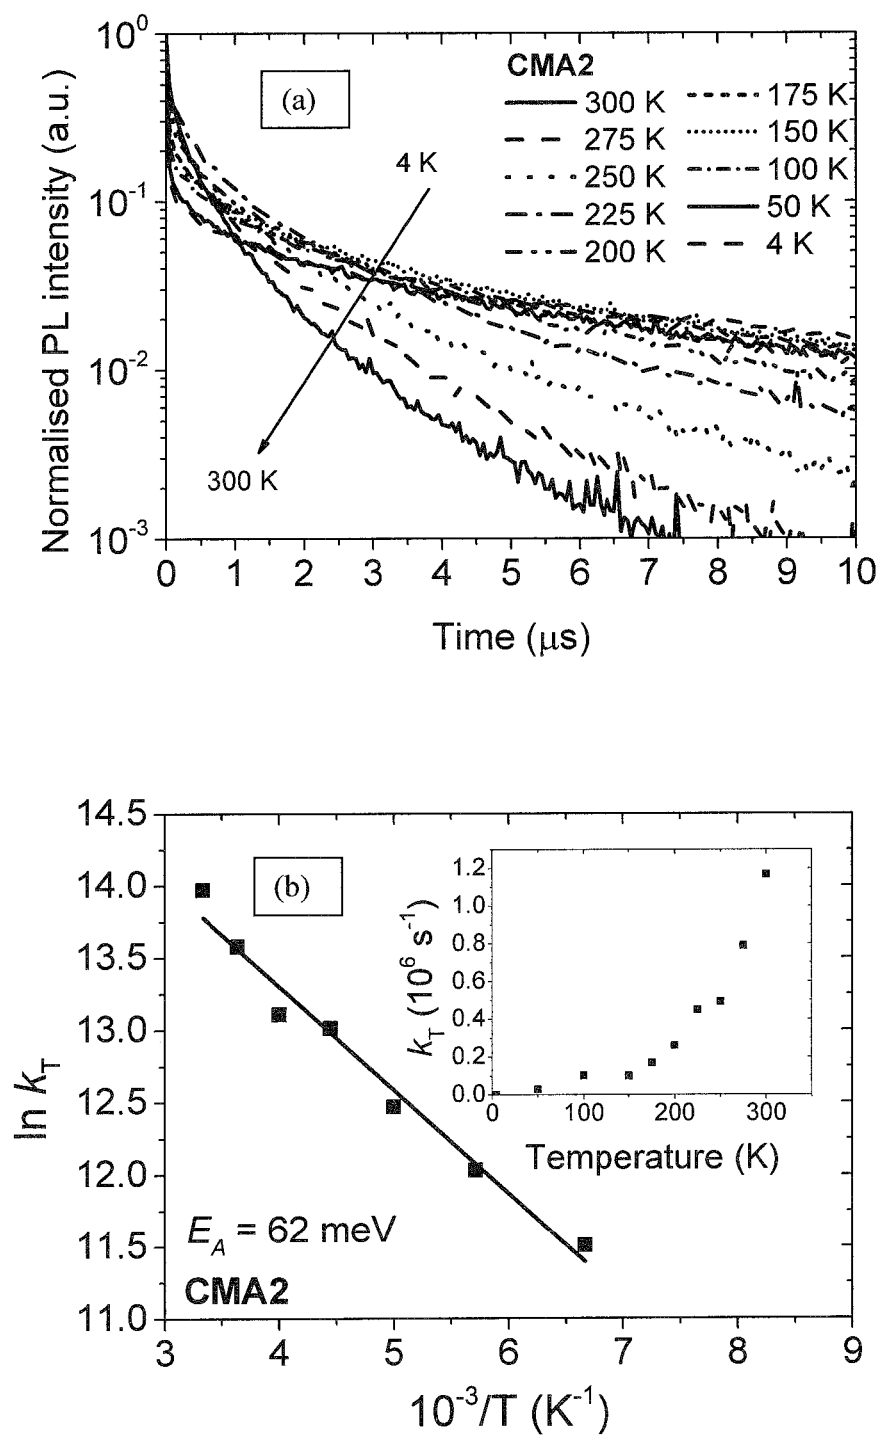 10⁰
10⁻¹
10⁻²
10⁻³
Normalised PL intensity (a.u.)
(a)
CMA2
300 K
275 K
250 K
225 K
200 K
175 K
150 K
100 K
50 K
4 K
4 K
300 K
0 1 2 3 4 5 6 7 8 9 10
Time (μs)
14.5
14.0
13.5
13.0
12.5
12.0
11.5
11.0
ln k_T
(b)
1.2
1.0
0.8
0.6
0.4
0.2
0.0
k_T (10⁶ s⁻¹)
0 100 200 300
Temperature (K)
E_A = 62 meV
CMA2
3 4 5 6 7 8 9
10⁻³/T (K⁻¹)